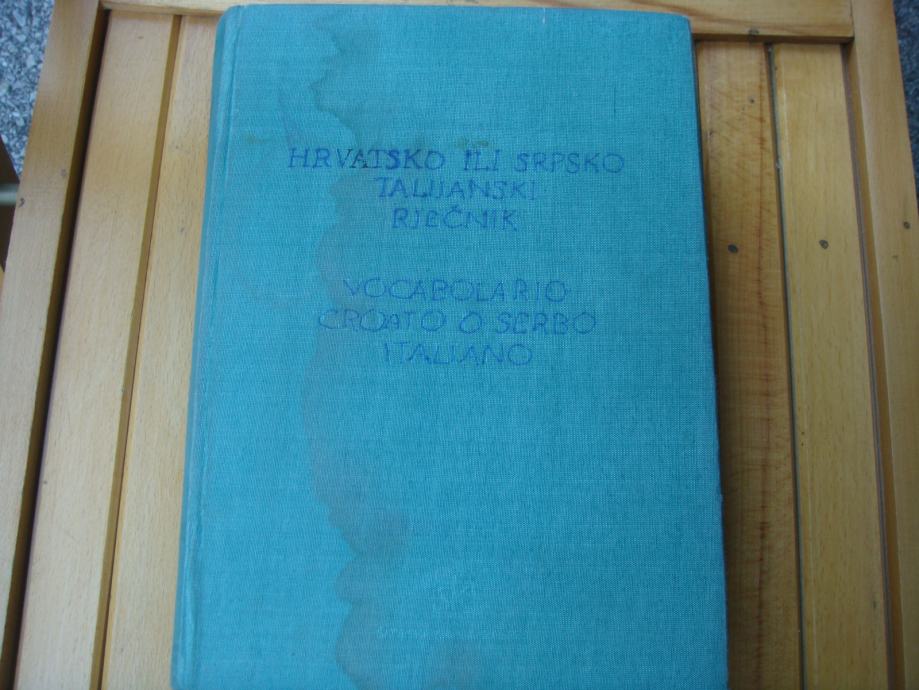 HRVATSKO ILI SRPSKO
TALIJANSKI
RJEČNIK
VOCABOLARIO
CROATO O SERBO
ITALIANO